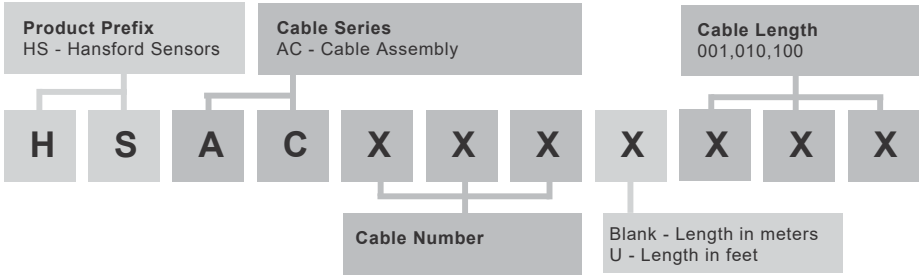 Product Prefix
HS - Hansford Sensors
Cable Series
AC - Cable Assembly
Cable Length
001,010,100
H S A C X X X X X X X
Cable Number
Blank - Length in meters
U - Length in feet